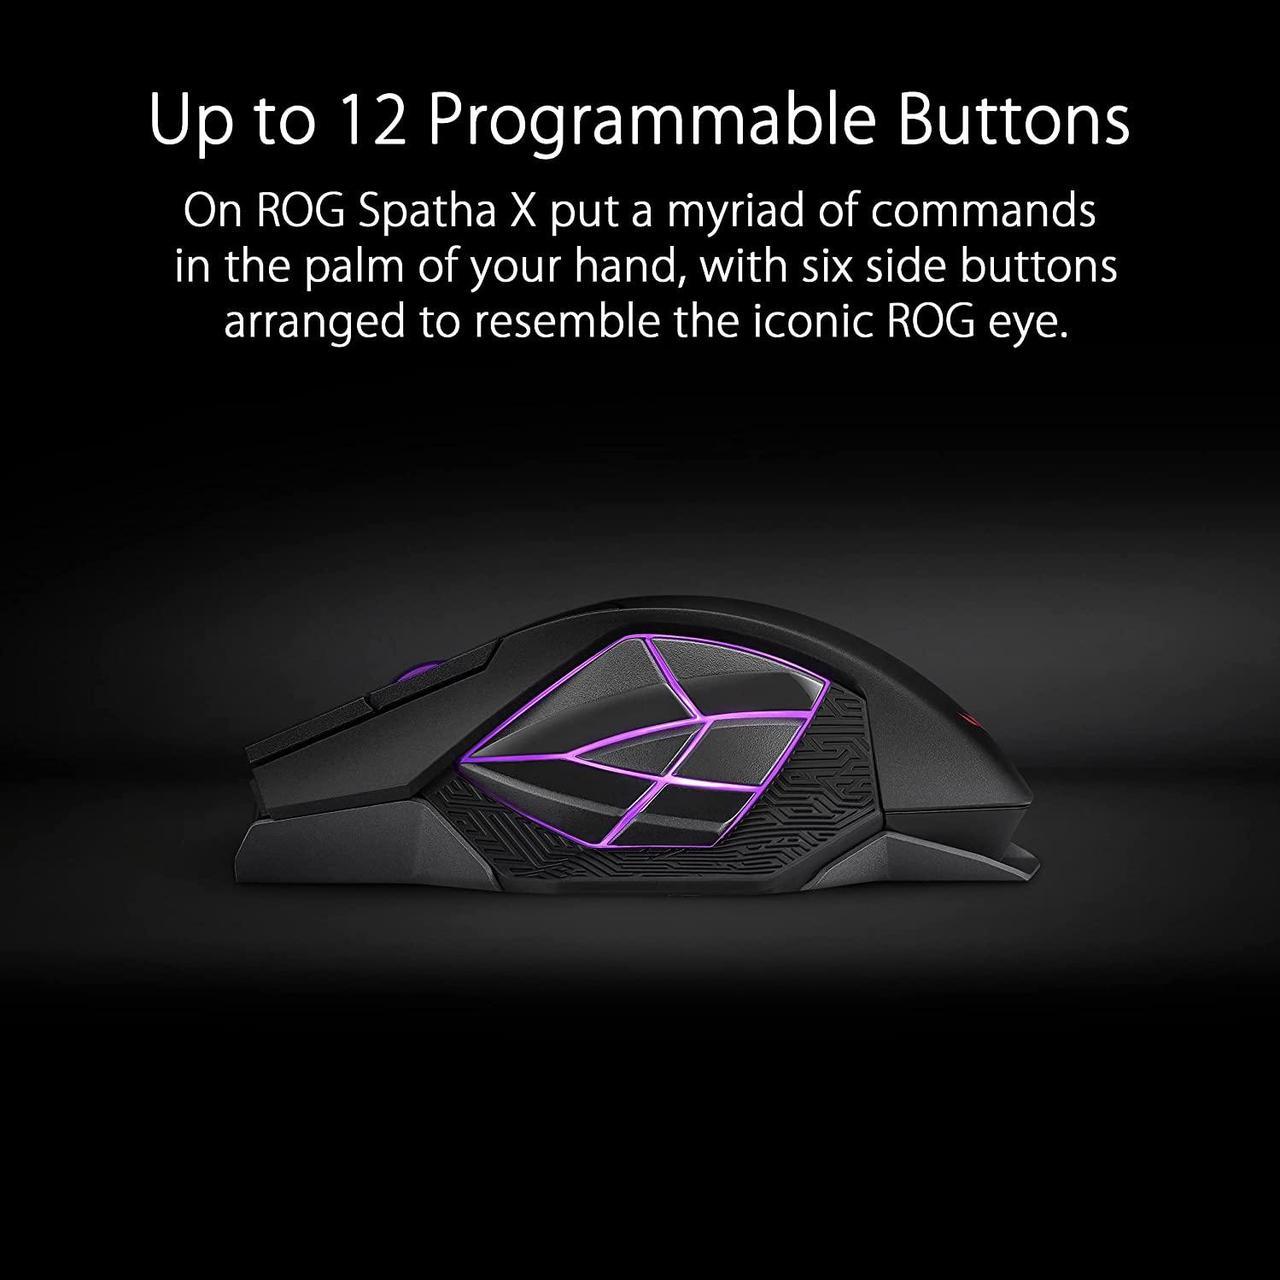 Up to 12 Programmable Buttons
On ROG Spatha X put a myriad of commands
in the palm of your hand, with six side buttons
arranged to resemble the iconic ROG eye.